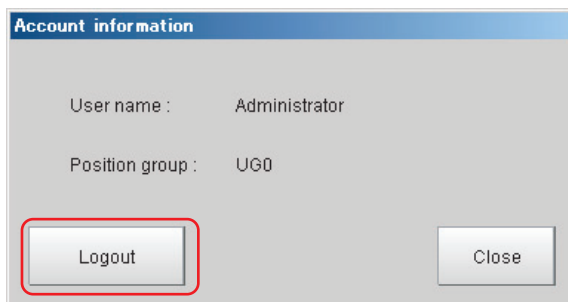 Account information
User name : Administrator
Position group : UG0
Logout Close